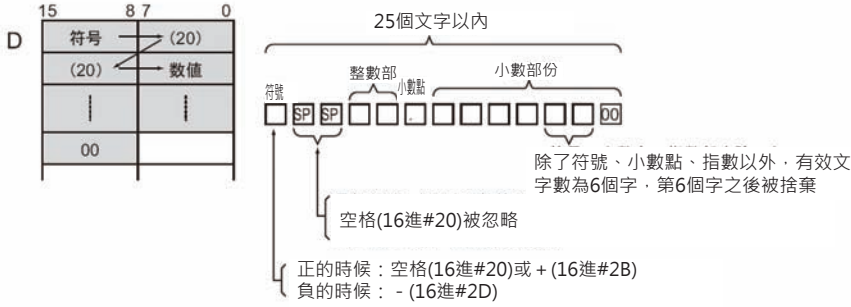 15 8 7 0
D
符号 (20)
(20) 数値
00
25個文字以內
整數部
小數點
小數部份
符號
SP SP . 00
除了符號、小數點、指數以外，有效文
字數為6個字，第6個字之後被捨棄
空格(16進#20)被忽略
正的時候：空格(16進#20)或+(16進#2B)
負的時候：-(16進#2D)